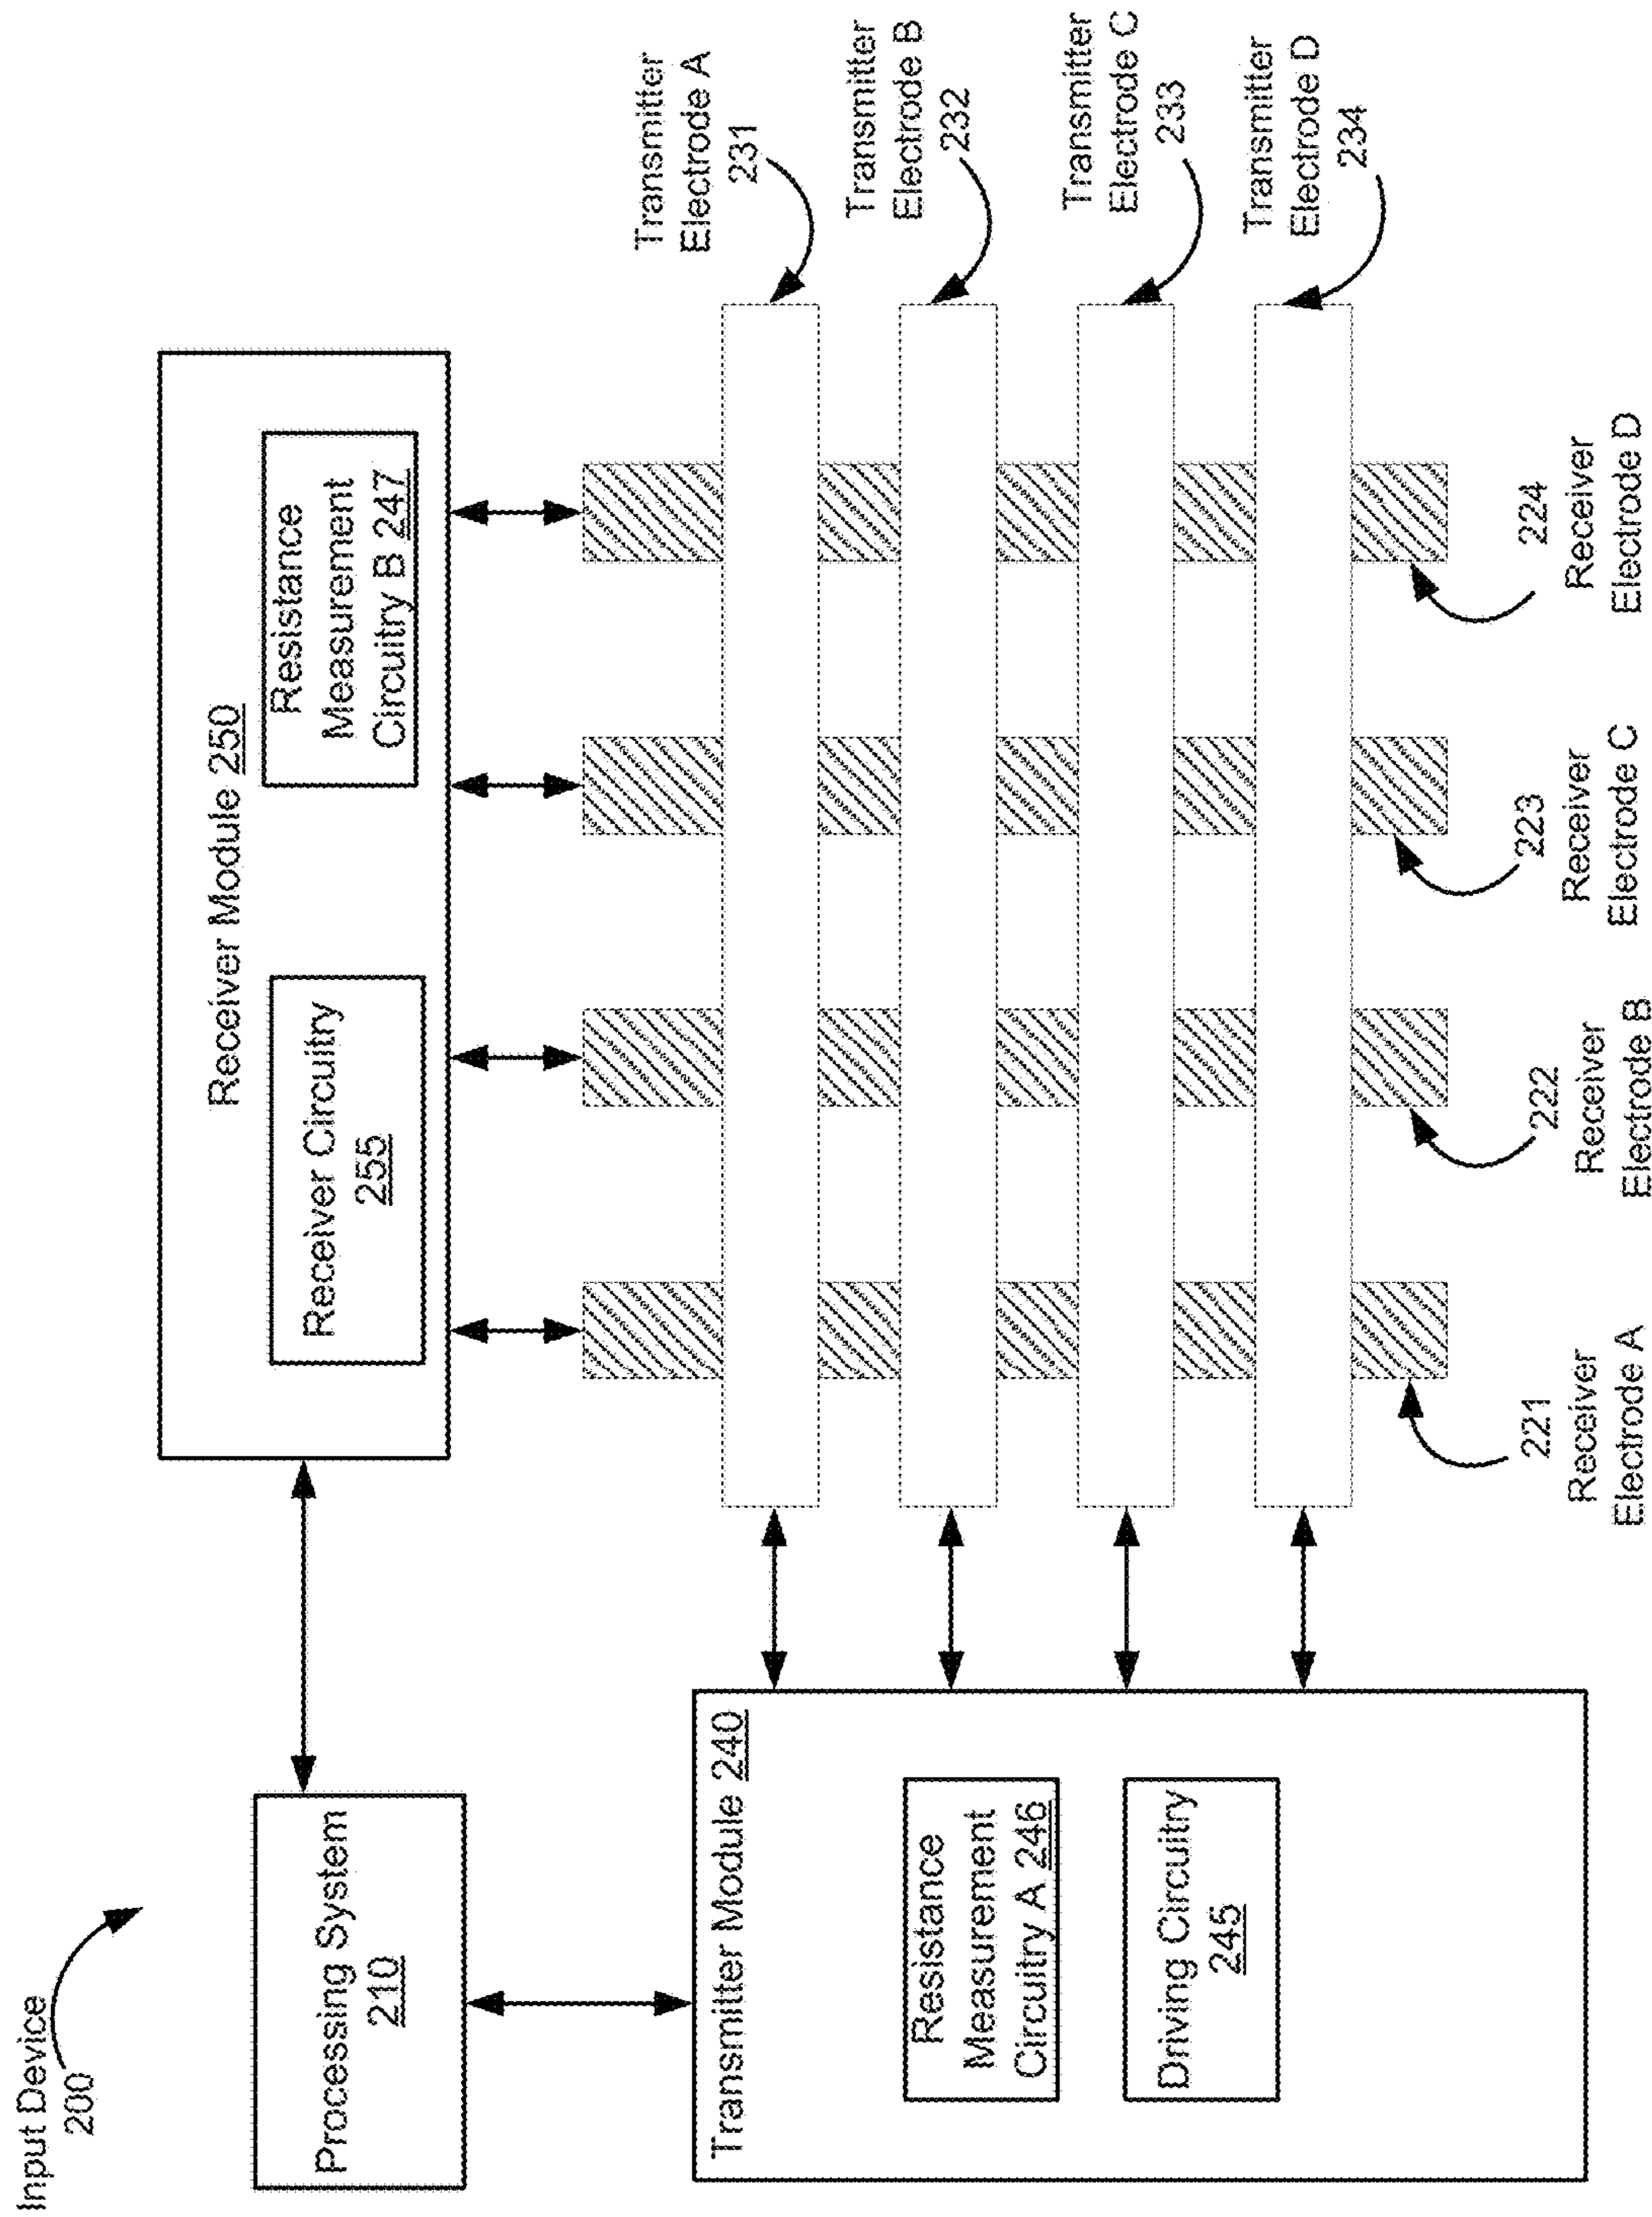 Input Device
200
Processing System
210
Receiver Module 250
Receiver Circuitry
255
Resistance
Measurement
Circuitry B 247
Transmitter Module 240
Resistance
Measurement
Circuitry A 246
Driving Circuitry
245
Transmitter
Electrode A
231
Transmitter
Electrode B
232
Transmitter
Electrode C
233
Transmitter
Electrode D
234
221
Receiver
Electrode A
222
Receiver
Electrode B
223
Receiver
Electrode C
224
Receiver
Electrode D